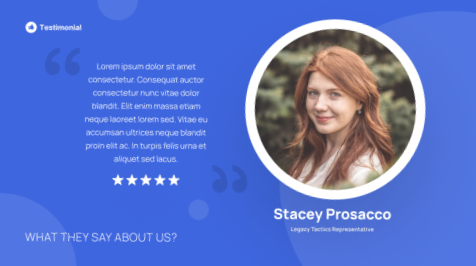 Testimonial
Lorem ipsum dolor sit amet
consectetur. Consequat auctor
consectetur nunc vitae dolor
blandit. Elit enim massa etiam
neque laoreet lorem sed. Vitae eu
accumsan ultrices neque blandit
proin elit ac. In turpis felis urna et
aliquet sed lacus.
Stacey Prosacco
Legacy Tactics Representative
WHAT THEY SAY ABOUT US?